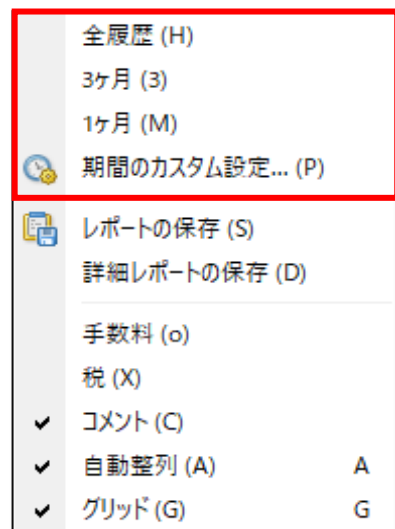 全履歴 (H)
3ヶ月 (3)
1ヶ月 (M)
期間のカスタム設定... (P)
レポートの保存 (S)
詳細レポートの保存 (D)
手数料 (o)
税 (X)
コメント (C)
自動整列 (A) A
グリッド (G) G